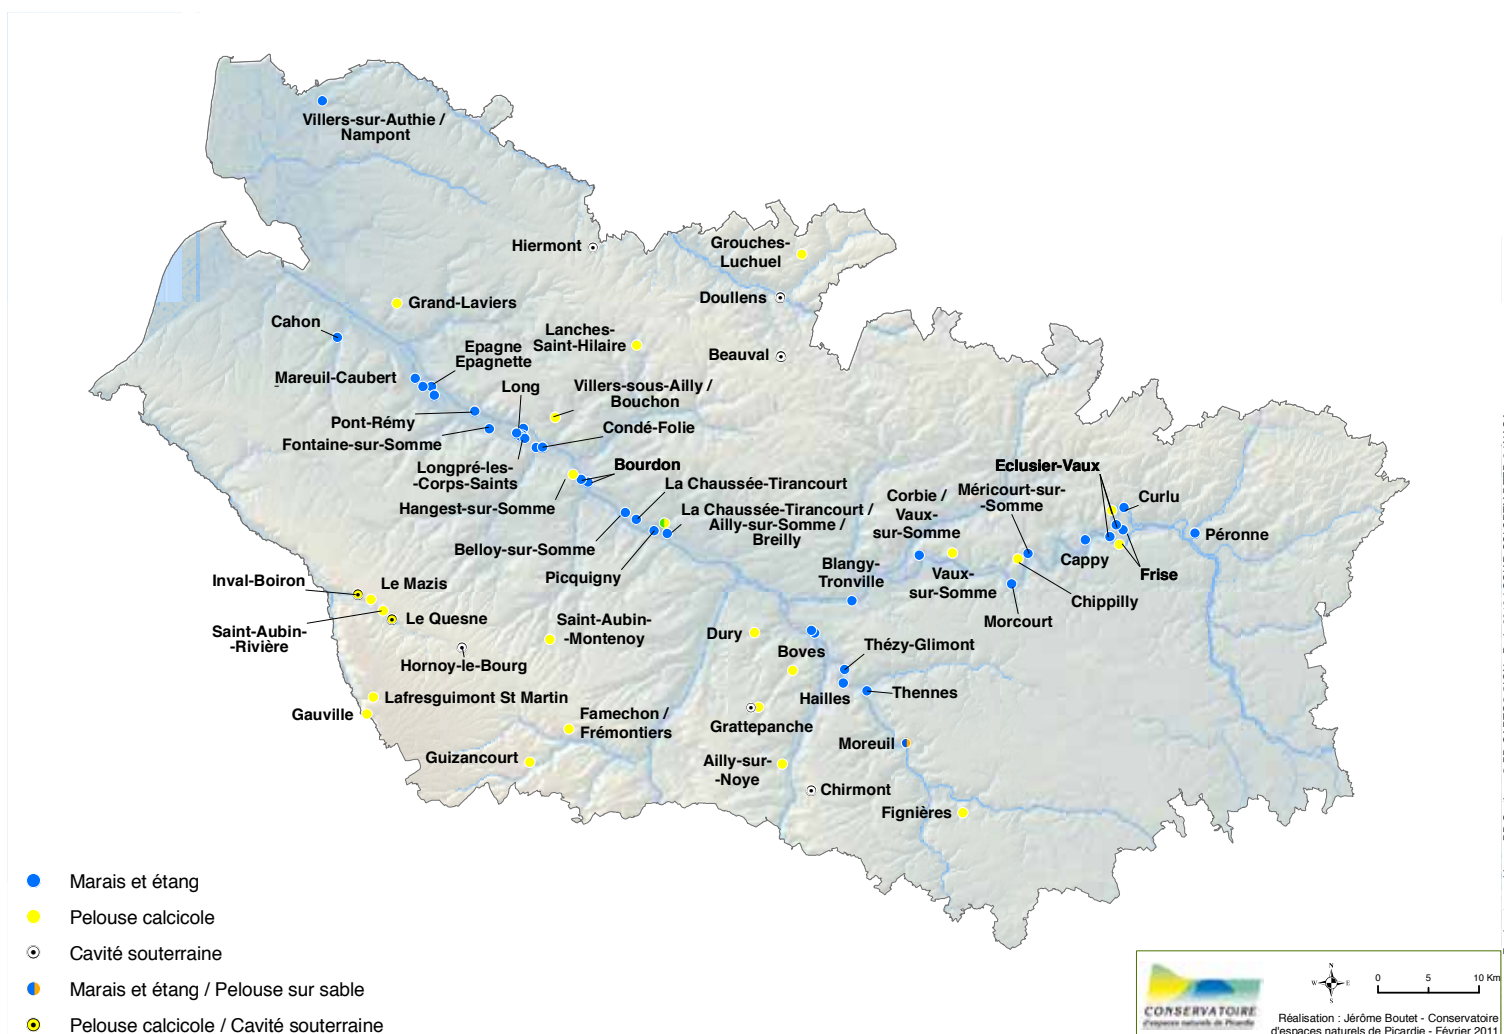 Villers-sur-Authie /
Nampont
Hiermont
Grouches-
Luchuel
Doullens
Grand-Laviers
Cahon
Lanches-
Saint-Hilaire
Beauval
Epagne
Epagnette
Mareuil-Caubert
Long
Villers-sous-Ailly /
Bouchon
Pont-Rémy
Fontaine-sur-Somme
Condé-Folie
Longpré-les-
-Corps-Saints
Bourdon
Eclusier-Vaux
La Chaussée-Tirancourt
Hangest-sur-Somme
La Chaussée-Tirancourt /
Ailly-sur-Somme /
Breilly
Corbie /
Vaux-
sur-Somme
Méricourt-sur-
-Somme
Curlu
Péronne
Belloy-sur-Somme
Picquigny
Blangy-
Tronville
Vaux-
sur-Somme
Cappy
Frise
Chippilly
Morcourt
Inval-Boiron
Le Mazis
Le Quesne
Saint-Aubin-
-Rivière
Hornoy-le-Bourg
Saint-Aubin-
-Montenoy
Dury
Boves
Thézy-Glimont
Hailles
Thennes
Lafresguimont St Martin
Gauville
Famechon /
Frémontiers
Grattepanche
Moreuil
Guizancourt
Ailly-sur-
-Noye
Chirmont
Fignières
Marais et étang
Pelouse calcicole
Cavité souterraine
Marais et étang / Pelouse sur sable
Pelouse calcicole / Cavité souterraine
CONSERVATOIRE
d'espaces naturels de Picardie
N
W E
S
0 5 10 Km
Réalisation : Jérôme Boutet - Conservatoire
d'espaces naturels de Picardie - Février 2011